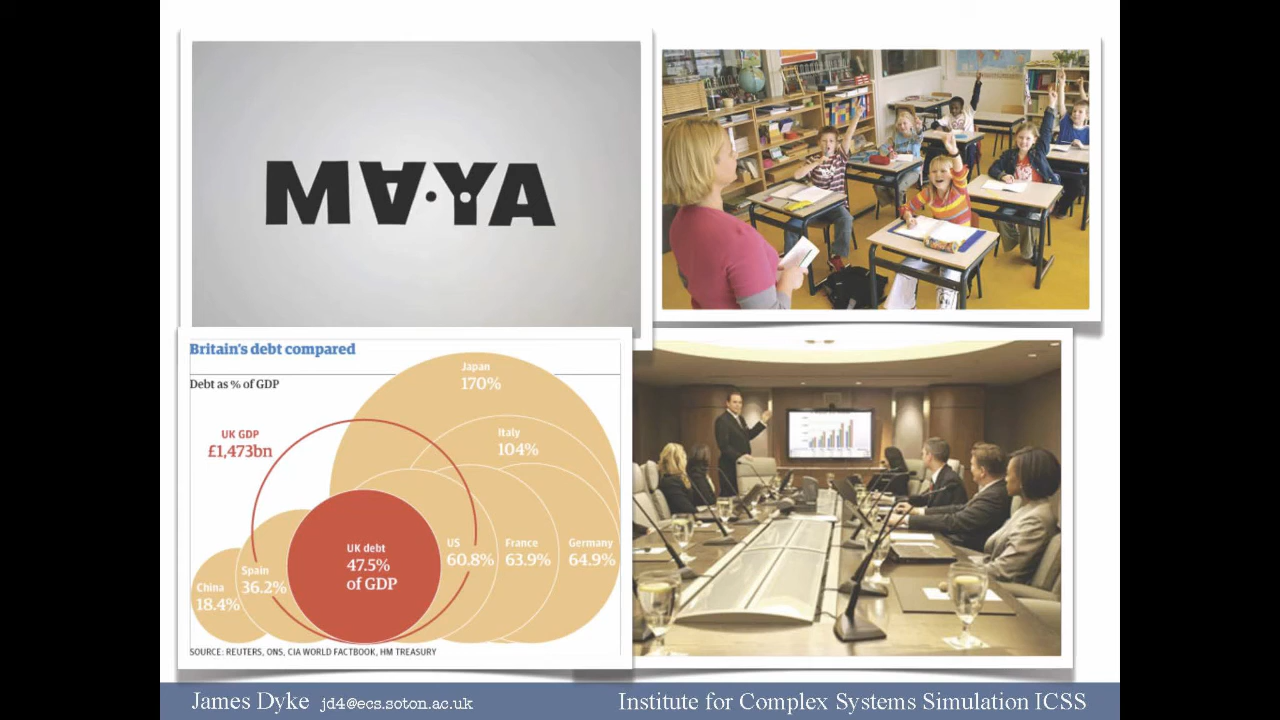 MAYA
Britain's debt compared
Debt as % of GDP
Japan
170%
UK GDP
£1,473bn
Italy
104%
UK debt
47.5%
of GDP
US
60.8%
France
63.9%
Germany
64.9%
Spain
36.2%
China
18.4%
SOURCE: REUTERS, ONS, CIA WORLD FACTBOOK, HM TREASURY
James Dyke jd4@ecs.soton.ac.uk
Institute for Complex Systems Simulation ICSS